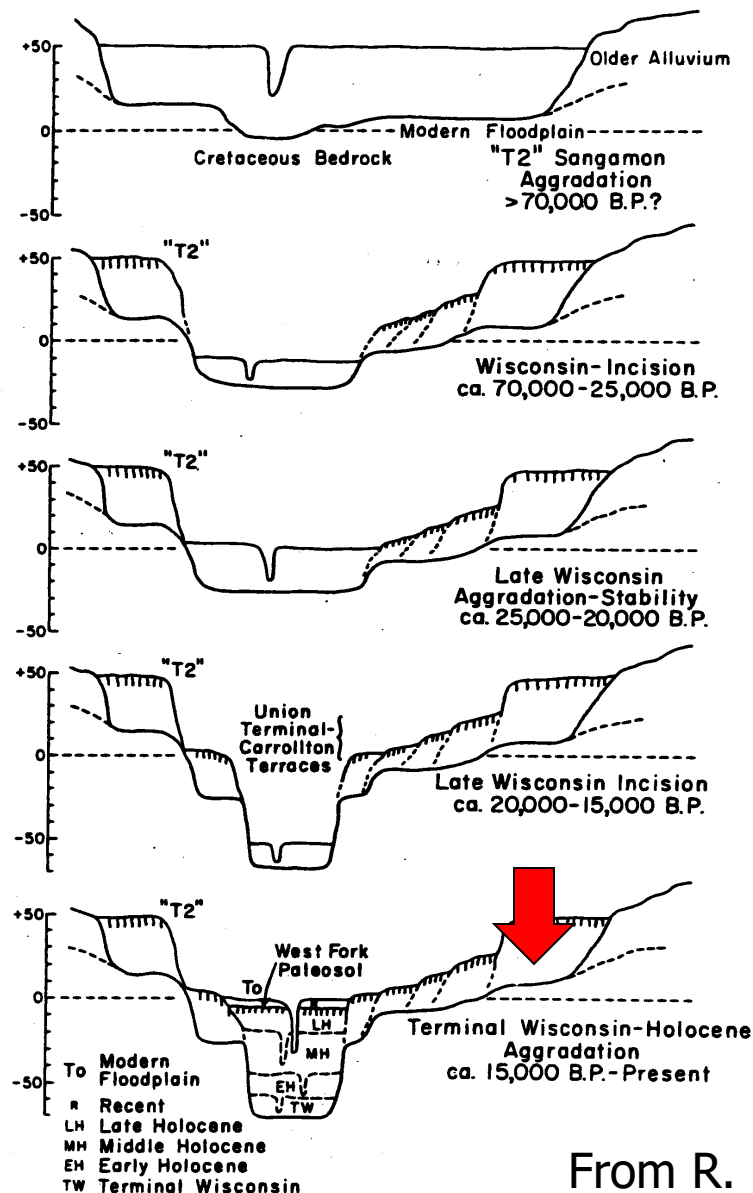 +50
0
-50
Older Alluvium
Modern Floodplain
Cretaceous Bedrock
"T2" Sangamon
Aggradation
>70,000 B.P.?
+50
0
-50
"T2"
Wisconsin-Incision
ca. 70,000-25,000 B.P.
+50
0
-50
"T2"
Late Wisconsin
Aggradation-Stability
ca. 25,000-20,000 B.P.
+50
0
-50
"T2"
Union
Terminal-
Carrollton
Terraces
Late Wisconsin Incision
ca. 20,000-15,000 B.P.
+50
0
-50
"T2"
West Fork
Paleosol
To
R
LH
MH
EH
TW
Terminal Wisconsin-Holocene
Aggradation
ca. 15,000 B.P.-Present
To Modern
Floodplain
R Recent
LH Late Holocene
MH Middle Holocene
EH Early Holocene
TW Terminal Wisconsin
From R.